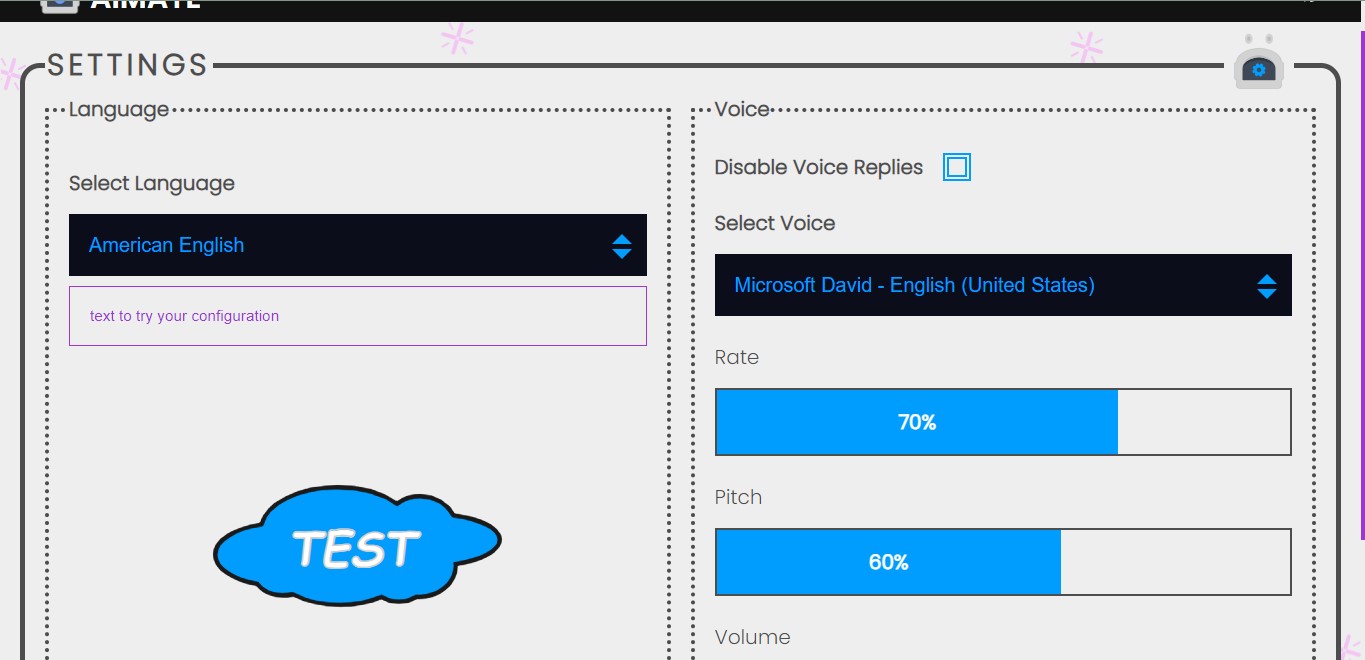 AIMATE
SETTINGS
Language
Select Language
American English
text to try your configuration
TEST
Voice
Disable Voice Replies
Select Voice
Microsoft David - English (United States)
Rate
70%
Pitch
60%
Volume